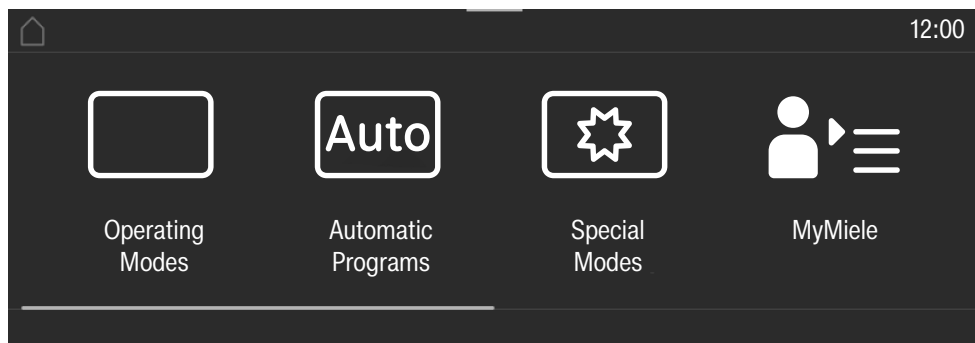 12:00
Auto
Operating
Modes
Automatic
Programs
Special
Modes
MyMiele